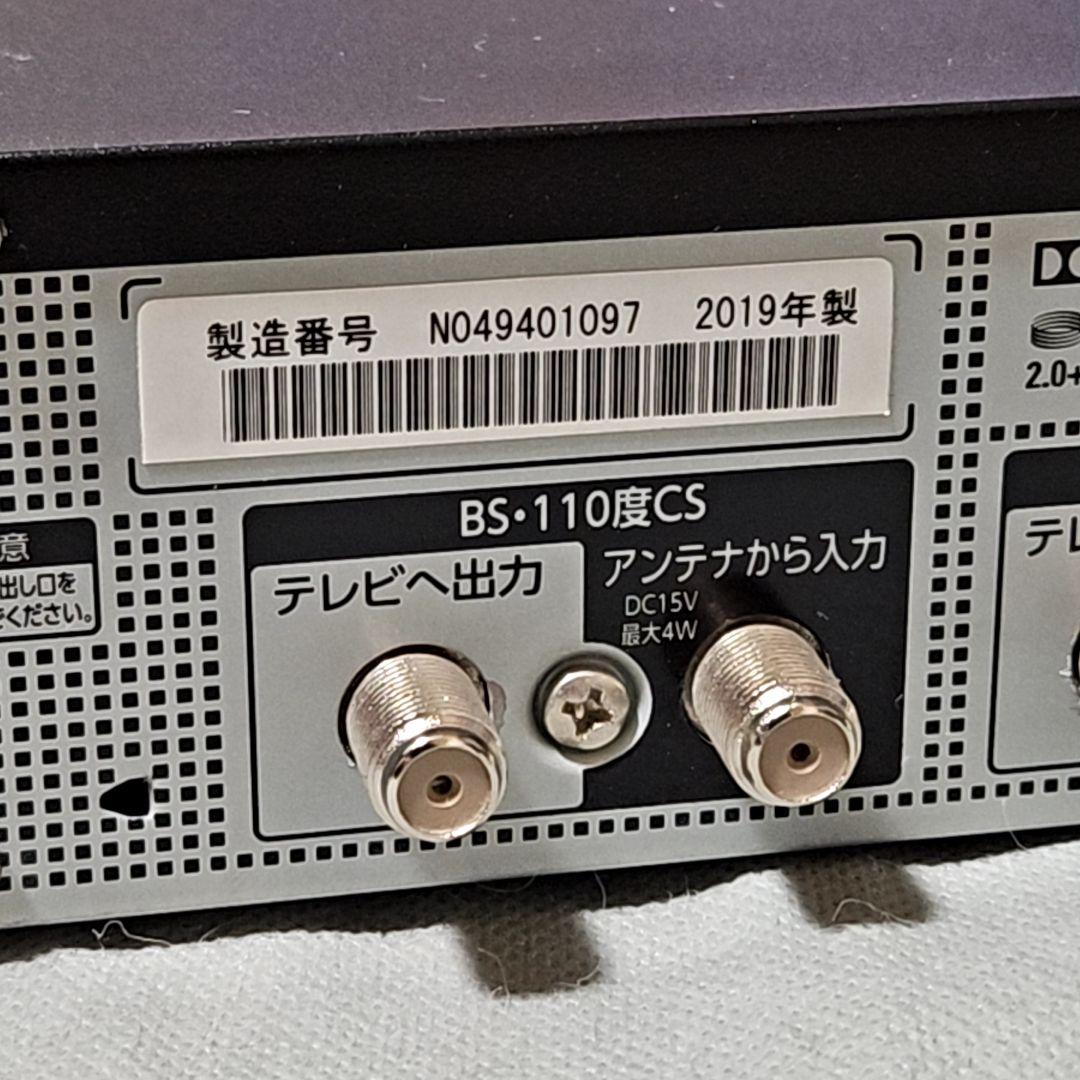 製造番号 N049401097 2019年製
BS・110度CS
テレビへ出力
アンテナから入力
DC15V
最大4W
意
出し口を
ください。
2.0+
テレ